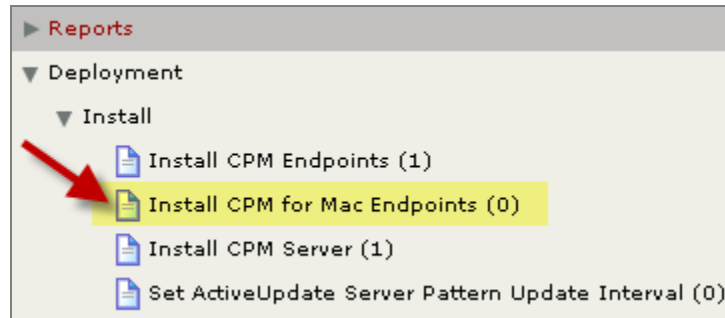 Reports
Deployment
Install
Install CPM Endpoints (1)
Install CPM for Mac Endpoints (0)
Install CPM Server (1)
Set ActiveUpdate Server Pattern Update Interval (0)